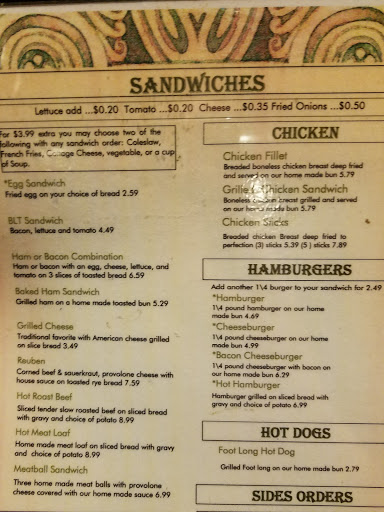 SANDWICHES
Lettuce add ...$0.20 Tomato ...$0.20 Cheese ...$0.35 Fried Onions ...$0.50
For $3.99 extra you may choose two of the
following with any sandwich order: Coleslaw,
French Fries, Cottage Cheese, vegetable, or a cup
of Soup.
*Egg Sandwich
Fried egg on your choice of bread 2.59
BLT Sandwich
Bacon, lettuce and tomato 4.49
Ham or Bacon Combination
Ham or bacon with an egg, cheese, lettuce, and
tomato on 3 slices of toasted bread 6.59
Baked Ham Sandwich
Grilled ham on a home made toasted bun 5.29
Grilled Cheese
Traditional favorite with American cheese grilled
on slice bread 3.49
Reuben
Corned beef & sauerkraut, provolone cheese with
house sauce on toasted rye bread 7.59
Hot Roast Beef
Sliced tender slow roasted beef on sliced bread
with gravy and choice of potato 8.99
Hot Meat Loaf
Home made meat loaf on sliced bread with gravy
and choice of potato 8.99
Meatball Sandwich
Three home made meat balls with provolone
cheese covered with our home made sauce 6.99
CHICKEN
Chicken Fillet
Breaded boneless chicken breast deep fried
and served on our home made bun 5.79
Grilled Chicken Sandwich
Boneless chicken breast grilled and served
on our home made bun 5.79
Chicken Sticks
Breaded chicken Breast deep fried to
perfection (3) sticks 5.39 (5 ) sticks 7.89
HAMBURGERS
Add another 1\4 burger to your sandwich for 2.49
*Hamburger
1\4 pound hamburger on our home
made bun 4.69
*Cheeseburger
1\4 pound cheeseburger on our home
made bun 4.99
*Bacon Cheeseburger
1\4 pound cheeseburger with bacon on
our home made bun 6.29
*Hot Hamburger
Hamburger grilled on sliced bread with
gravy and choice of potato 6.99
HOT DOGS
Foot Long Hot Dog
Grilled Foot long on our home made bun 2.79
SIDES ORDERS